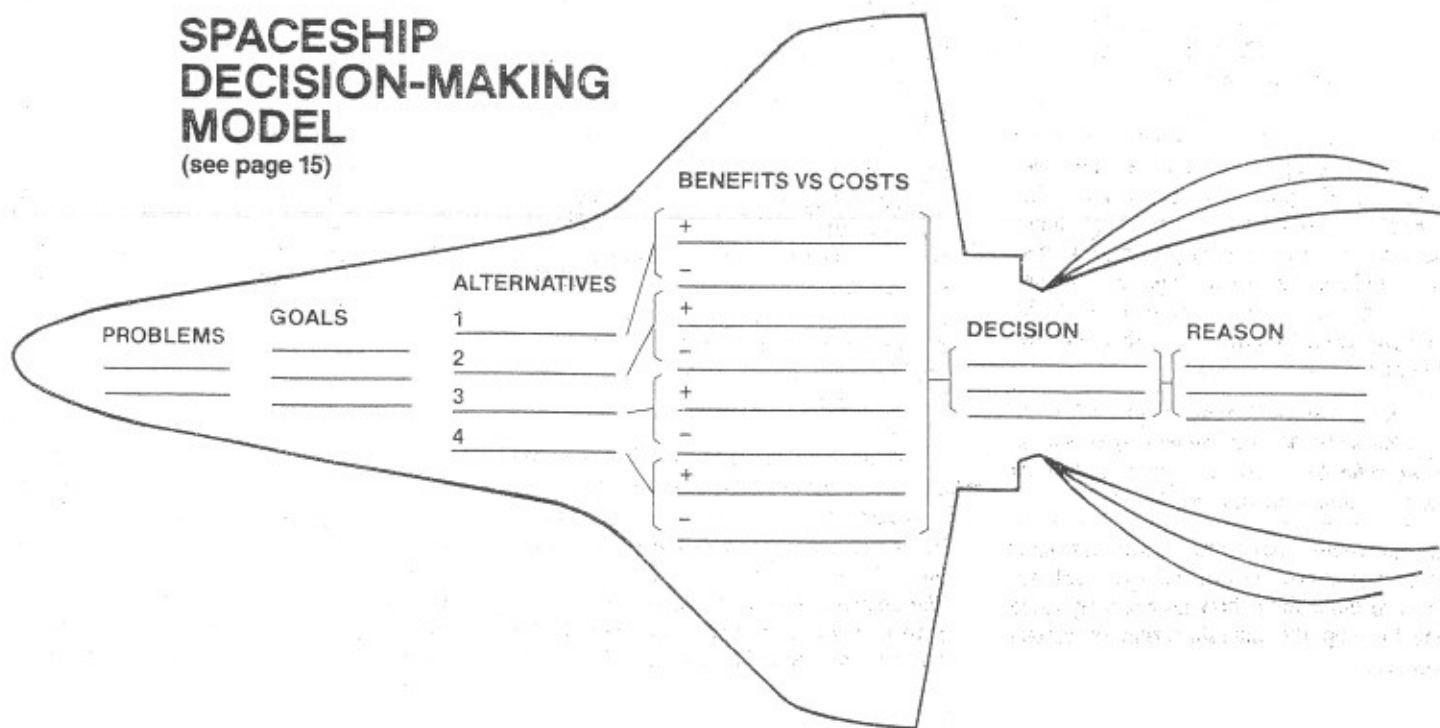 SPACESHIP
DECISION-MAKING
MODEL
(see page 15)
PROBLEMS
GOALS
ALTERNATIVES
1
2
3
4
BENEFITS VS COSTS
+
−
+
−
+
−
+
−
DECISION
REASON